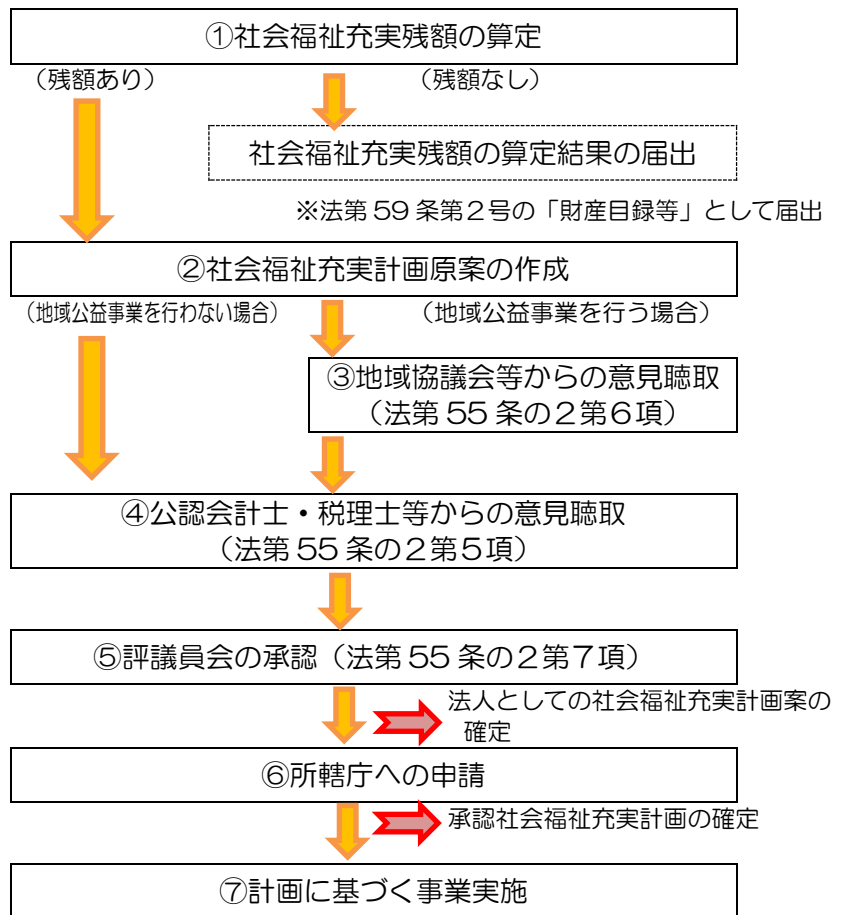 ①社会福祉充実残額の算定
（残額あり）
（残額なし）
社会福祉充実残額の算定結果の届出
※法第59条第２号の「財産目録等」として届出
②社会福祉充実計画原案の作成
（地域公益事業を行わない場合）
（地域公益事業を行う場合）
③地域協議会等からの意見聴取
（法第55条の２第６項）
④公認会計士・税理士等からの意見聴取
（法第55条の２第５項）
⑤評議員会の承認（法第55条の２第７項）
法人としての社会福祉充実計画案の
確定
⑥所轄庁への申請
承認社会福祉充実計画の確定
⑦計画に基づく事業実施